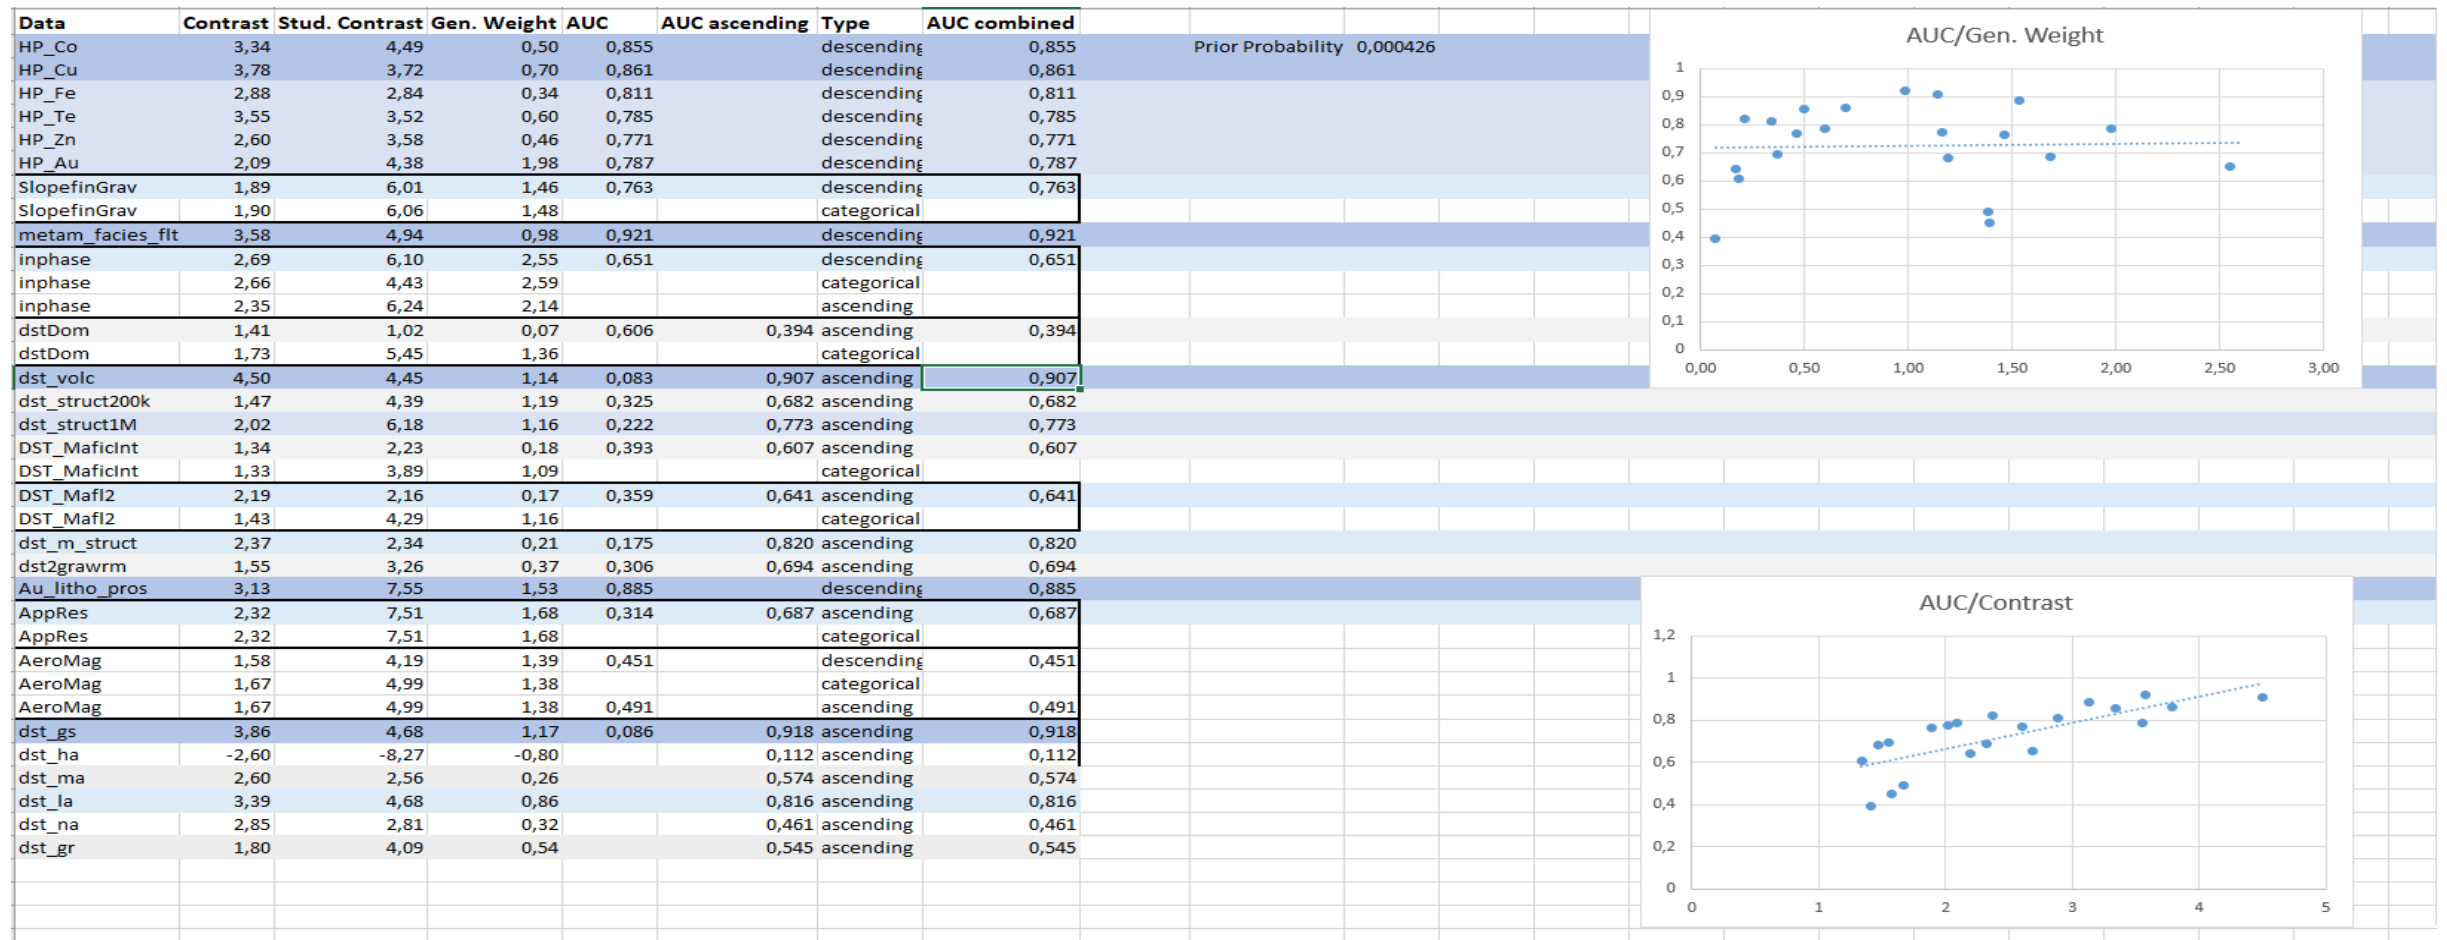 Data Contrast Stud. Contrast Gen. Weight AUC AUC ascending Type AUC combined
HP_Co 3,34 4,49 0,50 0,855 descending 0,855 Prior Probability 0,000426
HP_Cu 3,78 3,72 0,70 0,861 descending 0,861
HP_Fe 2,88 2,84 0,34 0,811 descending 0,811
HP_Te 3,55 3,52 0,60 0,785 descending 0,785
HP_Zn 2,60 3,58 0,46 0,771 descending 0,771
HP_Au 2,09 4,38 1,98 0,787 descending 0,787
SlopefinGrav 1,89 6,01 1,46 0,763 descending 0,763
SlopefinGrav 1,90 6,06 1,48 categorical
metam_facies_flt 3,58 4,94 0,98 0,921 descending 0,921
inphase 2,69 6,10 2,55 0,651 descending 0,651
inphase 2,66 4,43 2,59 categorical
inphase 2,35 6,24 2,14 ascending
dstDom 1,41 1,02 0,07 0,606 0,394 ascending 0,394
dstDom 1,73 5,45 1,36 categorical
dst_volc 4,50 4,45 1,14 0,083 0,907 ascending 0,907
dst_struct200k 1,47 4,39 1,19 0,325 0,682 ascending 0,682
dst_struct1M 2,02 6,18 1,16 0,222 0,773 ascending 0,773
DST_MaficInt 1,34 2,23 0,18 0,393 0,607 ascending 0,607
DST_MaficInt 1,33 3,89 1,09 categorical
DST_Mafl2 2,19 2,16 0,17 0,359 0,641 ascending 0,641
DST_Mafl2 1,43 4,29 1,16 categorical
dst_m_struct 2,37 2,34 0,21 0,175 0,820 ascending 0,820
dst2grawrm 1,55 3,26 0,37 0,306 0,694 ascending 0,694
Au_litho_pros 3,13 7,55 1,53 0,885 descending 0,885
AppRes 2,32 7,51 1,68 0,314 0,687 ascending 0,687
AppRes 2,32 7,51 1,68 categorical
AeroMag 1,58 4,19 1,39 0,451 descending 0,451
AeroMag 1,67 4,99 1,38 categorical
AeroMag 1,67 4,99 1,38 0,491 ascending 0,491
dst_gs 3,86 4,68 1,17 0,086 0,918 ascending 0,918
dst_ha -2,60 -8,27 -0,80 0,112 ascending 0,112
dst_ma 2,60 2,56 0,26 0,574 ascending 0,574
dst_la 3,39 4,68 0,86 0,816 ascending 0,816
dst_na 2,85 2,81 0,32 0,461 ascending 0,461
dst_gr 1,80 4,09 0,54 0,545 ascending 0,545
AUC/Gen. Weight
1
0,9
0,8
0,7
0,6
0,5
0,4
0,3
0,2
0,1
0
0,00 0,50 1,00 1,50 2,00 2,50 3,00
AUC/Contrast
1,2
1
0,8
0,6
0,4
0,2
0
0 1 2 3 4 5